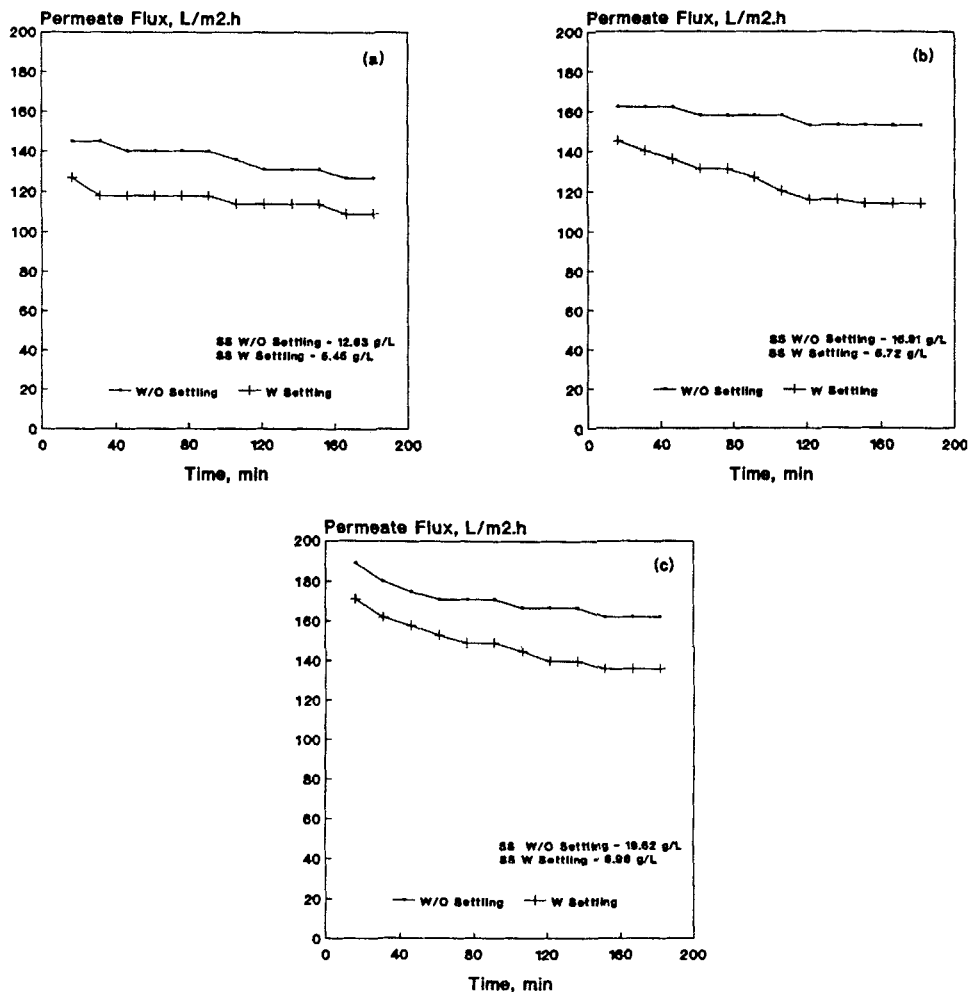 Permeate Flux, L/m2.h
(a)
200
180
160
140
120
100
80
60
40
20
0
SS W/O Settling - 12.63 g/L
SS W Settling - 5.45 g/L
W/O Settling W Settling
0 40 80 120 160 200
Time, min
Permeate Flux, L/m2.h
(b)
200
180
160
140
120
100
80
60
40
20
0
SS W/O Settling - 16.91 g/L
SS W Settling - 5.72 g/L
W/O Settling W Settling
0 40 80 120 160 200
Time, min
Permeate Flux, L/m2.h
(c)
200
180
160
140
120
100
80
60
40
20
0
SS W/O Settling - 19.62 g/L
SS W Settling - g/L
W/O Settling W Settling
0 40 80 120 160 200
Time, min